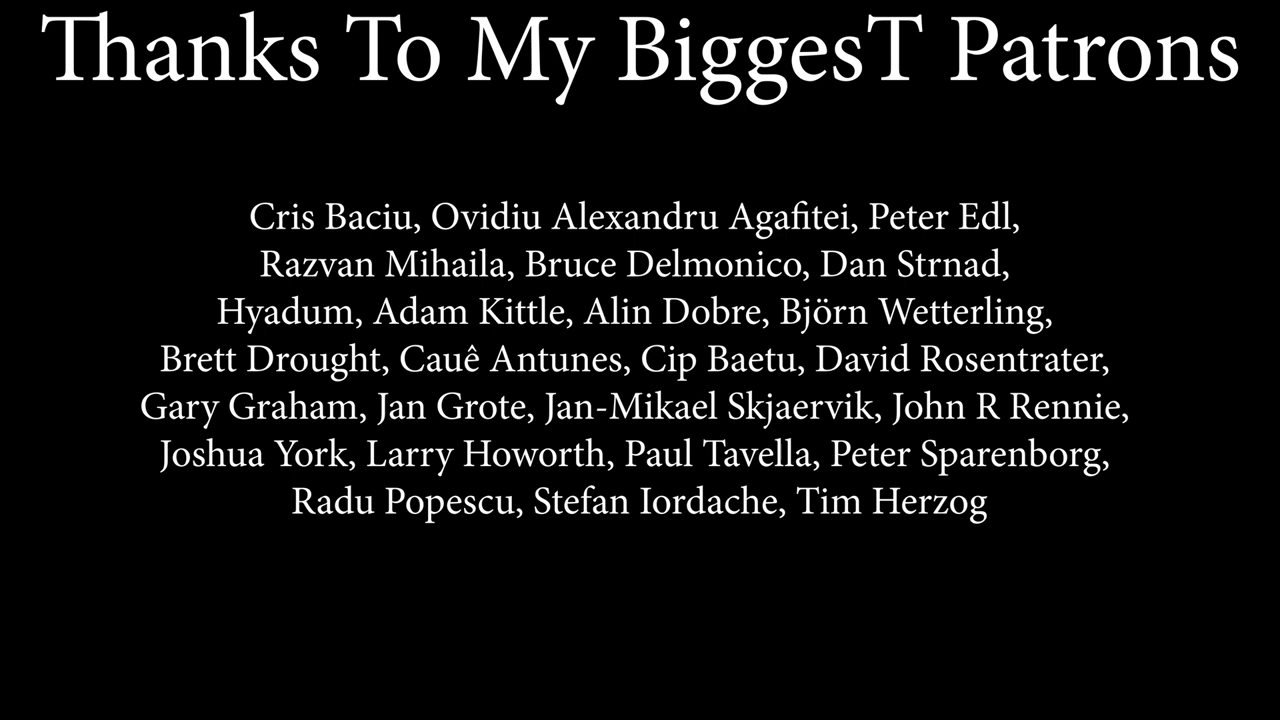 Thanks To My BiggesT Patrons
Cris Baciu, Ovidiu Alexandru Agafitei, Peter Edl,
Razvan Mihaila, Bruce Delmonico, Dan Strnad,
Hyadum, Adam Kittle, Alin Dobre, Björn Wetterling,
Brett Drought, Cauê Antunes, Cip Baetu, David Rosentrater,
Gary Graham, Jan Grote, Jan-Mikael Skjaervik, John R Rennie,
Joshua York, Larry Howorth, Paul Tavella, Peter Sparenborg,
Radu Popescu, Stefan Iordache, Tim Herzog